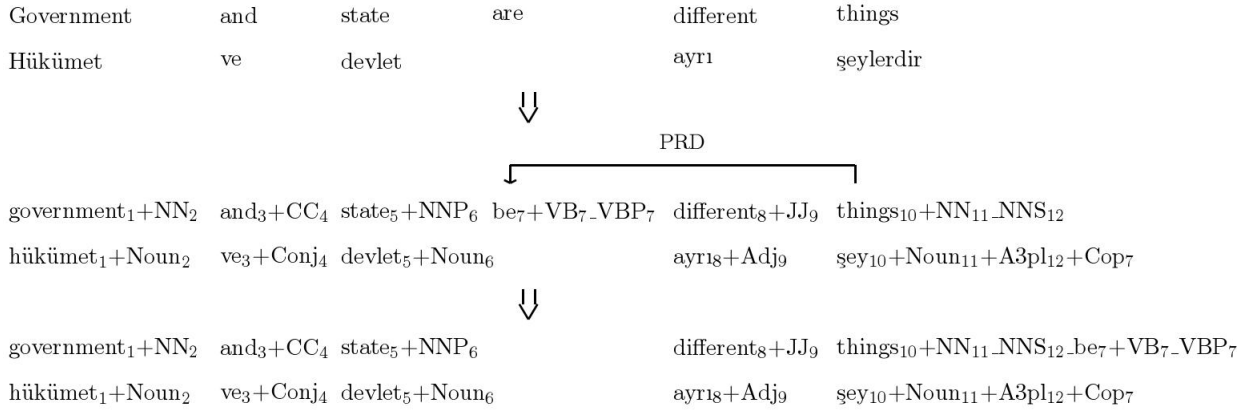 Government and state are different things
Hükümet ve devlet ayrı şeylerdir
PRD
government₁+NN₂ and₃+CC₄ state₅+NNP₆ be₇+VB₇_VBP₇ different₈+JJ₉ things₁₀+NN₁₁_NNS₁₂
hükümet₁+Noun₂ ve₃+Conj₄ devlet₅+Noun₆ ayrı₈+Adj₉ şey₁₀+Noun₁₁+A3pl₁₂+Cop₇
government₁+NN₂ and₃+CC₄ state₅+NNP₆ different₈+JJ₉ things₁₀+NN₁₁_NNS₁₂_be₇+VB₇_VBP₇
hükümet₁+Noun₂ ve₃+Conj₄ devlet₅+Noun₆ ayrı₈+Adj₉ şey₁₀+Noun₁₁+A3pl₁₂+Cop₇